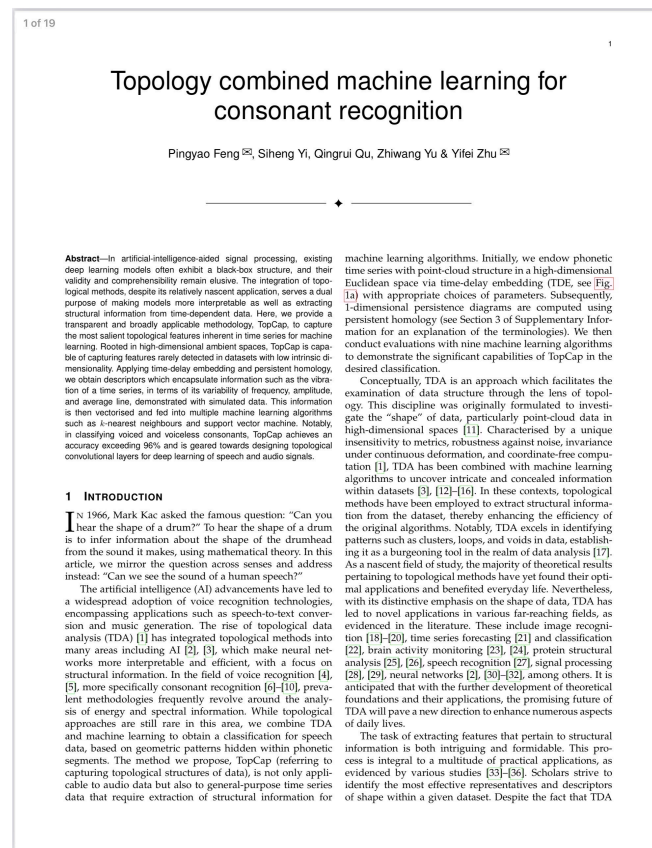 1 of 19
1
Topology combined machine learning for
consonant recognition
Pingyao Feng ✉, Siheng Yi, Qingrui Qu, Zhiwang Yu & Yifei Zhu ✉
Abstract—In artificial-intelligence-aided signal processing, existing
deep learning models often exhibit a black-box structure, and their
validity and comprehensibility remain elusive. The integration of topo-
logical methods, despite its relatively nascent application, serves a dual
purpose of making models more interpretable as well as extracting
structural information from time-dependent data. Here, we provide a
transparent and broadly applicable methodology, TopCap, to capture
the most salient topological features inherent in time series for machine
learning. Rooted in high-dimensional ambient spaces, TopCap is capa-
ble of capturing features rarely detected in datasets with low intrinsic di-
mensionality. Applying time-delay embedding and persistent homology,
we obtain descriptors which encapsulate information such as the vibra-
tion of a time series, in terms of its variability of frequency, amplitude,
and average line, demonstrated with simulated data. This information
is then vectorised and fed into multiple machine learning algorithms
such as k-nearest neighbours and support vector machine. Notably,
in classifying voiced and voiceless consonants, TopCap achieves an
accuracy exceeding 96% and is geared towards designing topological
convolutional layers for deep learning of speech and audio signals.
1 INTRODUCTION
IN 1966, Mark Kac asked the famous question: “Can you
hear the shape of a drum?” To hear the shape of a drum
is to infer information about the shape of the drumhead
from the sound it makes, using mathematical theory. In this
article, we mirror the question across senses and address
instead: “Can we see the sound of a human speech?”
The artificial intelligence (AI) advancements have led to
a widespread adoption of voice recognition technologies,
encompassing applications such as speech-to-text conver-
sion and music generation. The rise of topological data
analysis (TDA) [1] has integrated topological methods into
many areas including AI [2], [3], which make neural net-
works more interpretable and efficient, with a focus on
structural information. In the field of voice recognition [4],
[5], more specifically consonant recognition [6]–[10], preva-
lent methodologies frequently revolve around the analy-
sis of energy and spectral information. While topological
approaches are still rare in this area, we combine TDA
and machine learning to obtain a classification for speech
data, based on geometric patterns hidden within phonetic
segments. The method we propose, TopCap (referring to
capturing topological structures of data), is not only appli-
cable to audio data but also to general-purpose time series
data that require extraction of structural information for
machine learning algorithms. Initially, we endow phonetic
time series with point-cloud structure in a high-dimensional
Euclidean space via time-delay embedding (TDE, see Fig.
1a) with appropriate choices of parameters. Subsequently,
1-dimensional persistence diagrams are computed using
persistent homology (see Section 3 of Supplementary Infor-
mation for an explanation of the terminologies). We then
conduct evaluations with nine machine learning algorithms
to demonstrate the significant capabilities of TopCap in the
desired classification.
Conceptually, TDA is an approach which facilitates the
examination of data structure through the lens of topol-
ogy. This discipline was originally formulated to investi-
gate the “shape” of data, particularly point-cloud data in
high-dimensional spaces [11]. Characterised by a unique
insensitivity to metrics, robustness against noise, invariance
under continuous deformation, and coordinate-free compu-
tation [1], TDA has been combined with machine learning
algorithms to uncover intricate and concealed information
within datasets [3], [12]–[16]. In these contexts, topological
methods have been employed to extract structural informa-
tion from the dataset, thereby enhancing the efficiency of
the original algorithms. Notably, TDA excels in identifying
patterns such as clusters, loops, and voids in data, establish-
ing it as a burgeoning tool in the realm of data analysis [17].
As a nascent field of study, the majority of theoretical results
pertaining to topological methods have yet found their opti-
mal applications and benefited everyday life. Nevertheless,
with its distinctive emphasis on the shape of data, TDA has
led to novel applications in various far-reaching fields, as
evidenced in the literature. These include image recogni-
tion [18]–[20], time series forecasting [21] and classification
[22], brain activity monitoring [23], [24], protein structural
analysis [25], [26], speech recognition [27], signal processing
[28], [29], neural networks [2], [30]–[32], among others. It is
anticipated that with the further development of theoretical
foundations and their applications, the promising future of
TDA will pave a new direction to enhance numerous aspects
of daily lives.
The task of extracting features that pertain to structural
information is both intriguing and formidable. This pro-
cess is integral to a multitude of practical applications, as
evidenced by various studies [33]–[36]. Scholars strive to
identify the most effective representatives and descriptors
of shape within a given dataset. Despite the fact that TDA